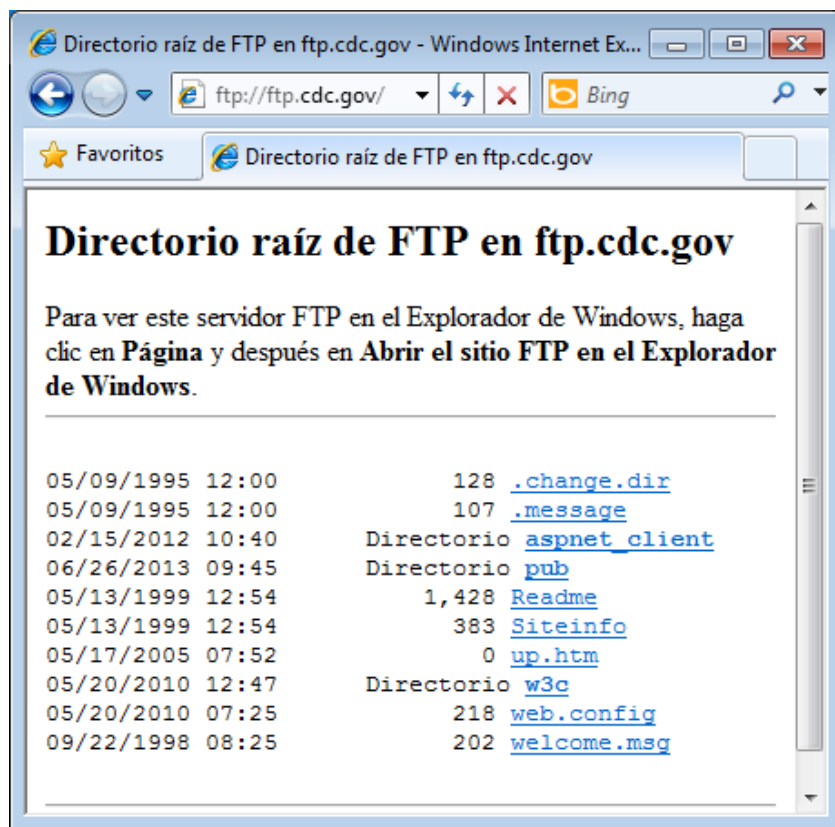 Directorio raíz de FTP en ftp.cdc.gov - Windows Internet Ex...
ftp://ftp.cdc.gov/ Bing
Favoritos Directorio raíz de FTP en ftp.cdc.gov
Directorio raíz de FTP en ftp.cdc.gov
Para ver este servidor FTP en el Explorador de Windows, haga
clic en Página y después en Abrir el sitio FTP en el Explorador
de Windows.
05/09/1995 12:00 128 .change.dir
05/09/1995 12:00 107 .message
02/15/2012 10:40 Directorio aspnet_client
06/26/2013 09:45 Directorio pub
05/13/1999 12:54 1,428 Readme
05/13/1999 12:54 383 Siteinfo
05/17/2005 07:52 0 up.htm
05/20/2010 12:47 Directorio w3c
05/20/2010 07:25 218 web.config
09/22/1998 08:25 202 welcome.msg